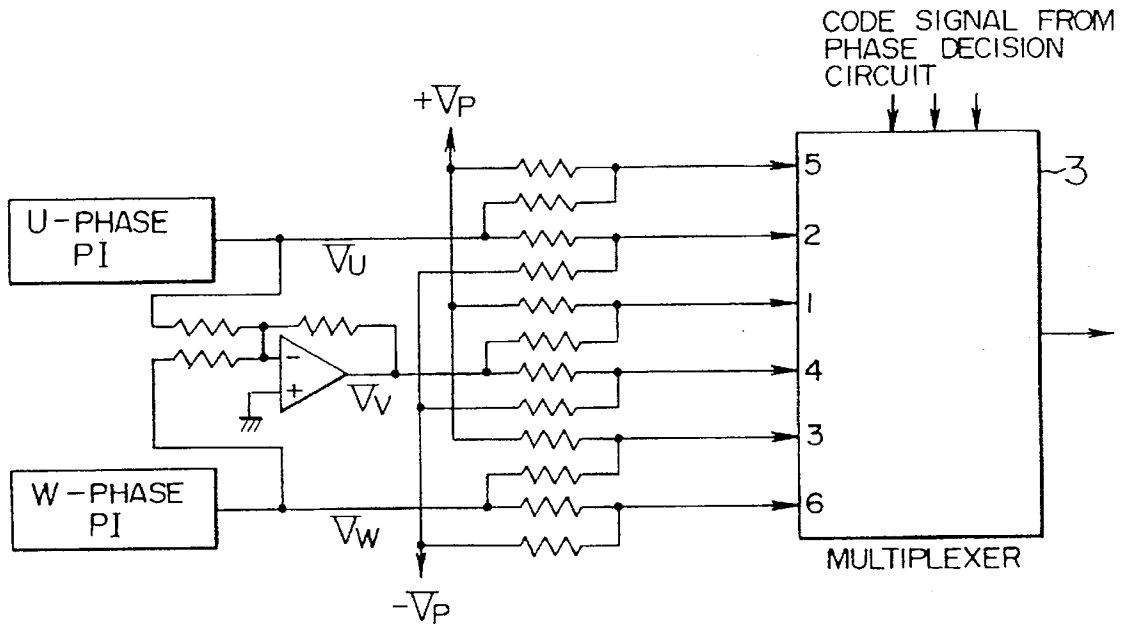 CODE SIGNAL FROM
PHASE DECISION
CIRCUIT
+VP
5
3
U-PHASE
PI
2
VU
1
−
4
+
VV
3
W-PHASE
PI
6
VW
MULTIPLEXER
-VP